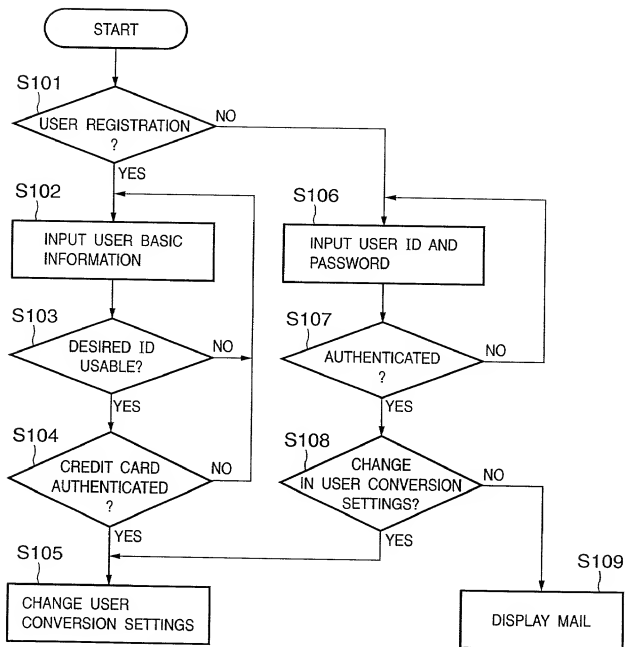 START
S101
USER REGISTRATION
?
NO
YES
S102
INPUT USER BASIC
INFORMATION
S103
DESIRED ID
USABLE?
NO
YES
S104
CREDIT CARD
AUTHENTICATED
?
NO
YES
S105
CHANGE USER
CONVERSION SETTINGS
S106
INPUT USER ID AND
PASSWORD
S107
AUTHENTICATED
?
NO
YES
S108
CHANGE
IN USER CONVERSION
SETTINGS?
NO
YES
S109
DISPLAY MAIL